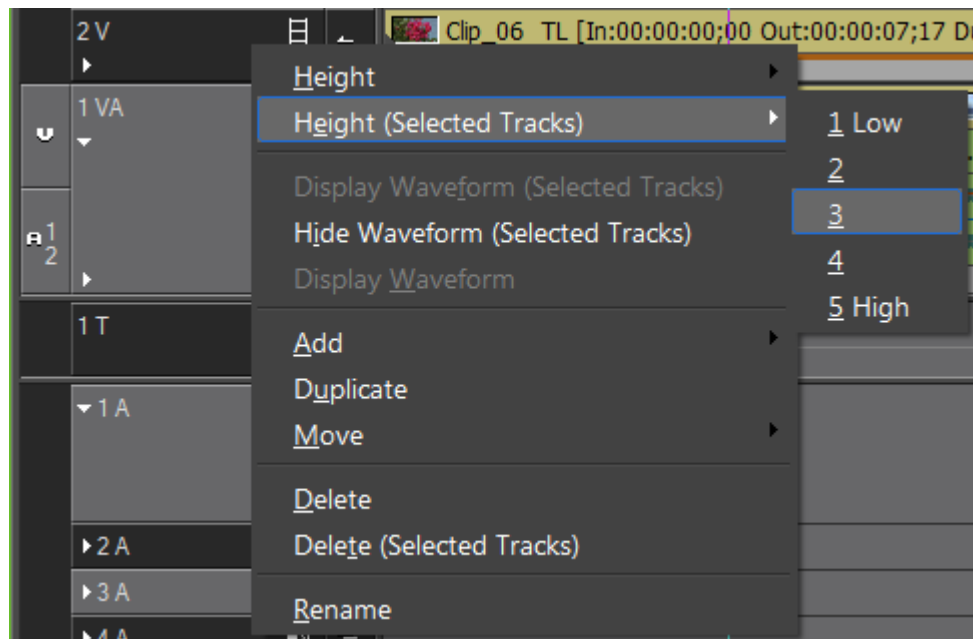 2 V
Clip_06 TL [In:00:00:00;00 Out:00:00:07;17 D
Height
1 VA
Height (Selected Tracks)
1 Low
2
Display Waveform (Selected Tracks)
3
Hide Waveform (Selected Tracks)
A 1
2
4
Display Waveform
5 High
1 T
Add
Duplicate
1 A
Move
Delete
2 A
Delete (Selected Tracks)
3 A
Rename
4 A